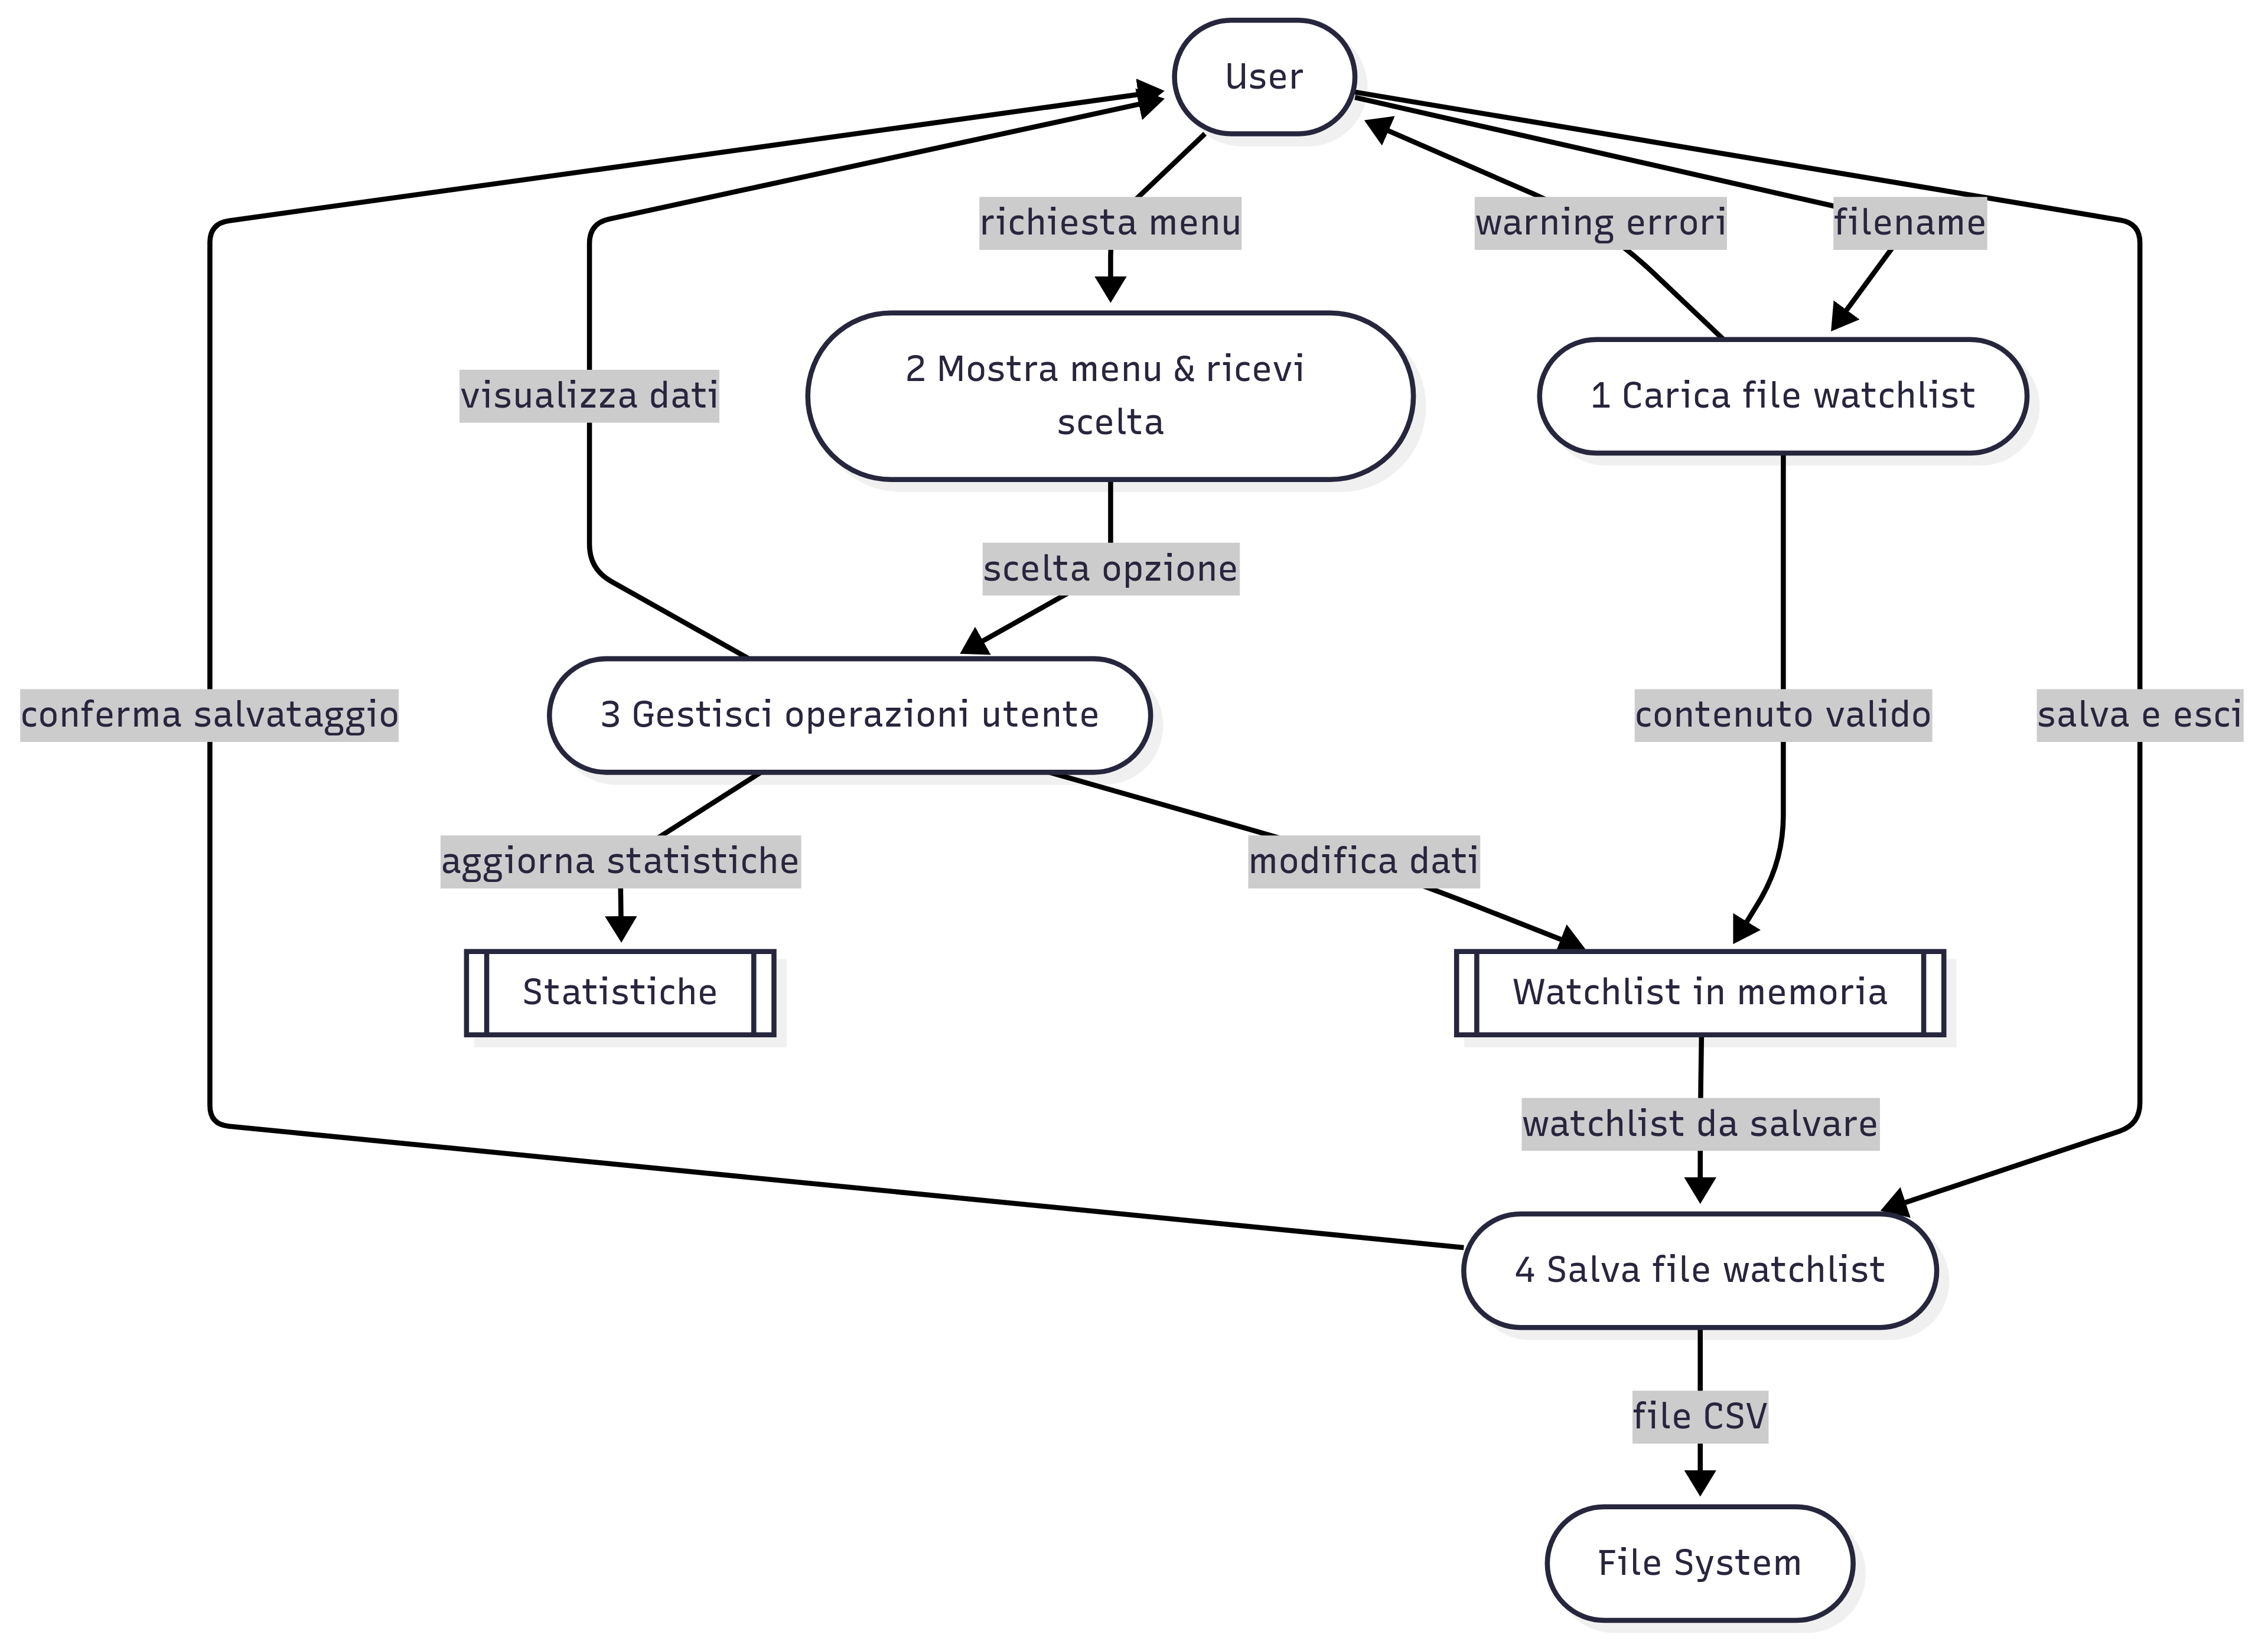 User
richiesta menu
warning errori
filename
2 Mostra menu & ricevi
scelta
1 Carica file watchlist
visualizza dati
scelta opzione
conferma salvataggio
3 Gestisci operazioni utente
contenuto valido
salva e esci
aggiorna statistiche
modifica dati
Statistiche
Watchlist in memoria
watchlist da salvare
4 Salva file watchlist
file CSV
File System